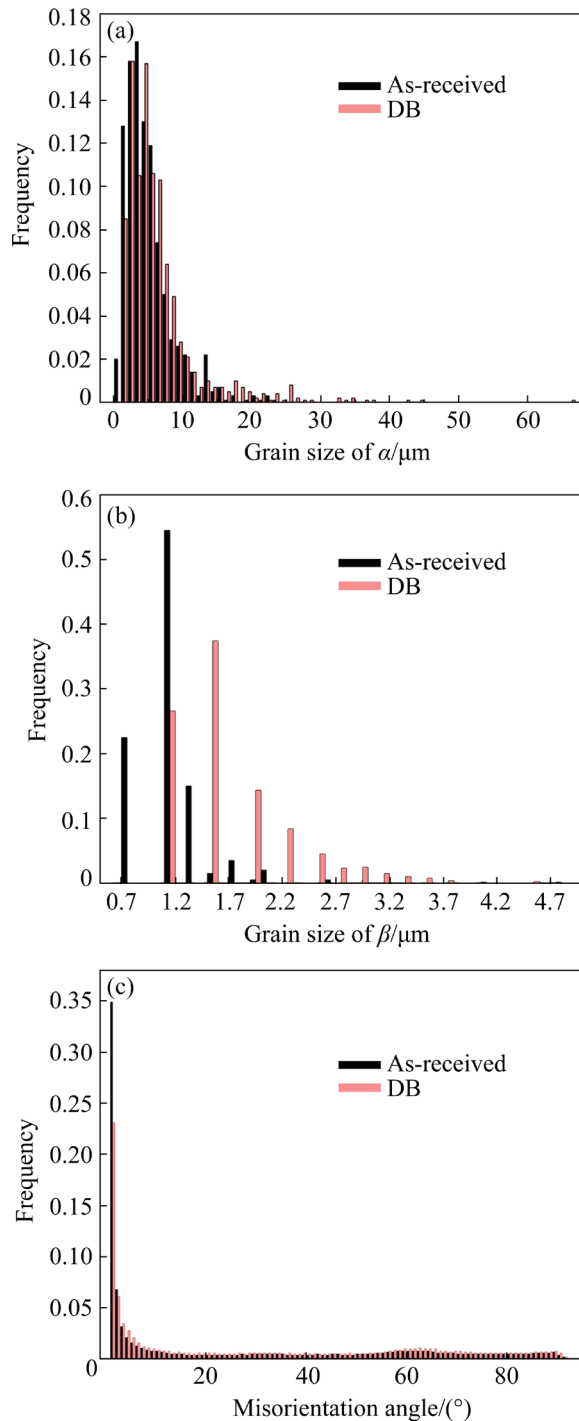 (a)
As-received
DB
Frequency
0.18
0.16
0.14
0.12
0.10
0.08
0.06
0.04
0.02
0
0 10 20 30 40 50 60
Grain size of α/μm
(b)
As-received
DB
Frequency
0.6
0.5
0.4
0.3
0.2
0.1
0
0.7 1.2 1.7 2.2 2.7 3.2 3.7 4.2 4.7
Grain size of β/μm
(c)
As-received
DB
Frequency
0.35
0.30
0.25
0.20
0.15
0.10
0.05
0 20 40 60 80
Misorientation angle/(°)